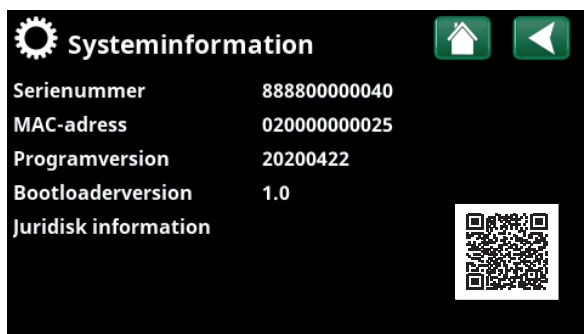 Systeminformation
Serienummer 888800000040
MAC-adress 020000000025
Programversion 20200422
Bootloaderversion 1.0
Juridisk information